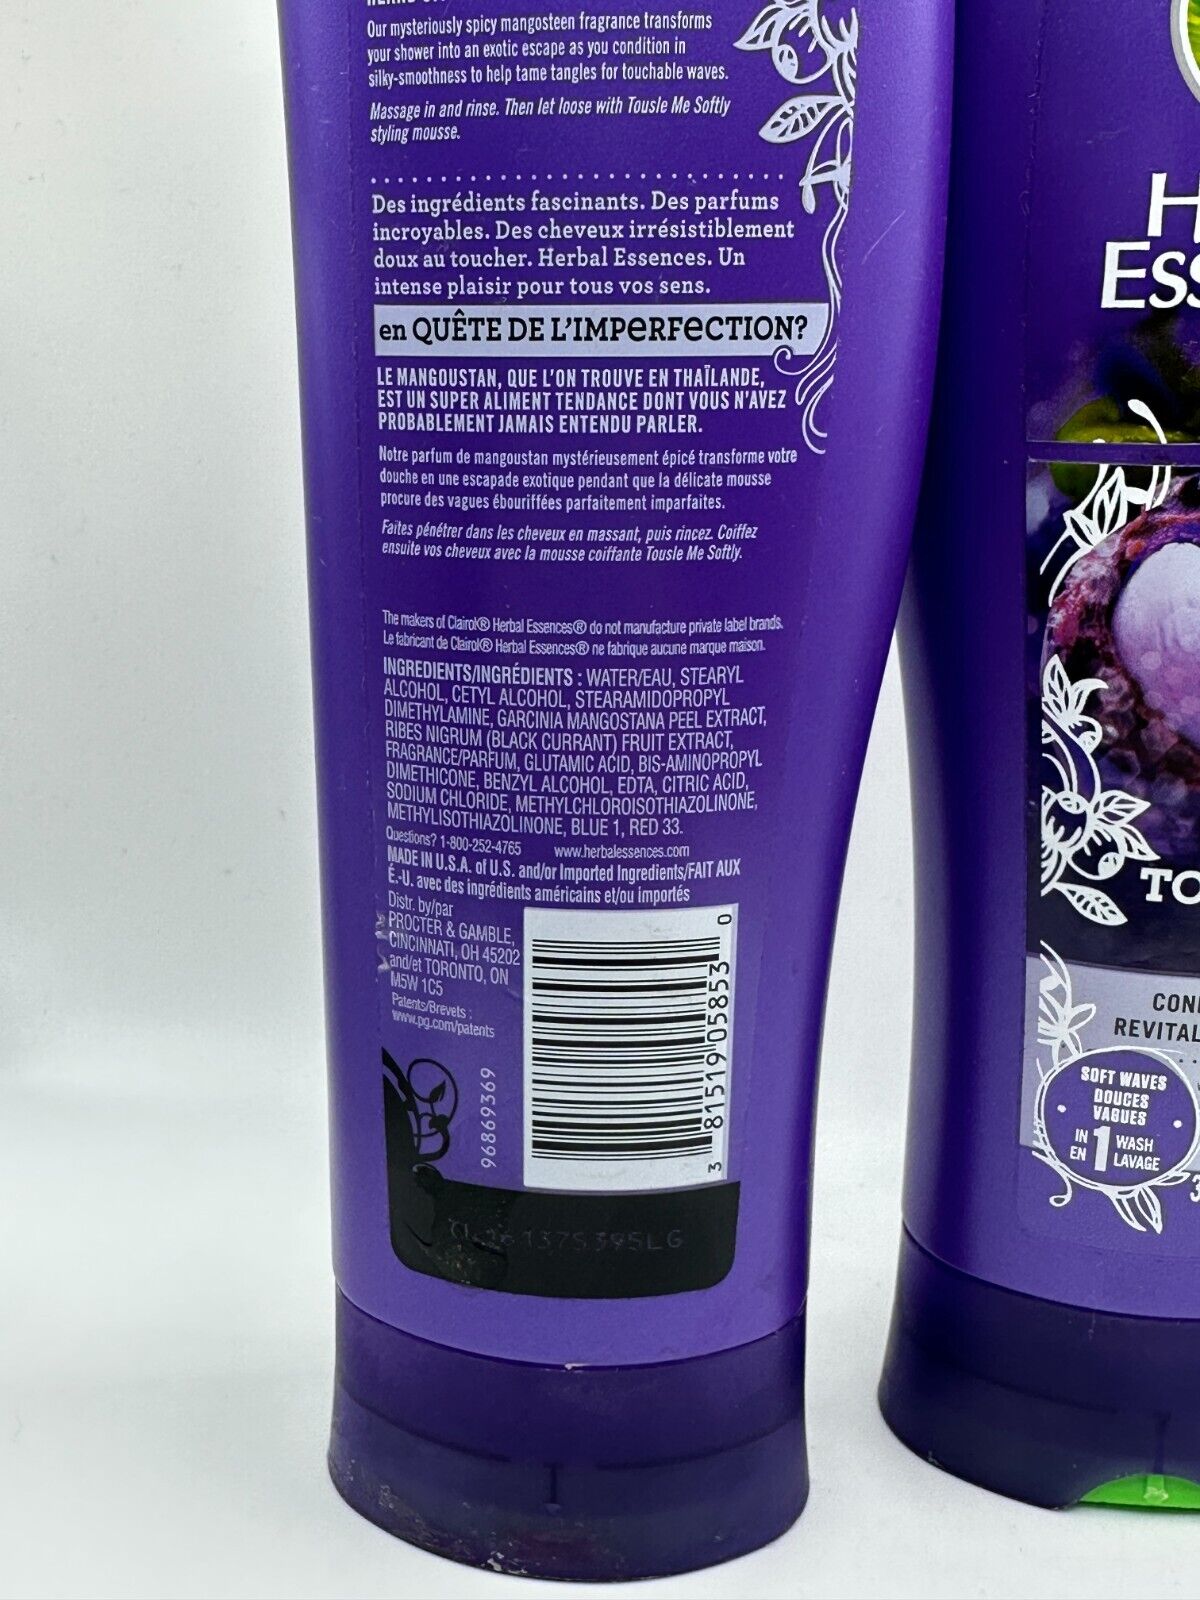 Our mysteriously spicy mangosteen fragrance transforms
your shower into an exotic escape as you condition in
silky-smoothness to help tame tangles for touchable waves.
Massage in and rinse. Then let loose with Tousle Me Softly
styling mousse.
Des ingrédients fascinants. Des parfums
incroyables. Des cheveux irrésistiblement
doux au toucher. Herbal Essences. Un
intense plaisir pour tous vos sens.
en QUÊTE DE L'IMPeRFeCTION?
LE MANGOUSTAN, QUE L'ON TROUVE EN THAÏLANDE,
EST UN SUPER ALIMENT TENDANCE DONT VOUS N'AVEZ
PROBABLEMENT JAMAIS ENTENDU PARLER.
Notre parfum de mangoustan mystérieusement épicé transforme votre
douche en une escapade exotique pendant que la délicate mousse
procure des vagues ébouriffées parfaitement imparfaites.
Faites pénétrer dans les cheveux en massant, puis rincez. Coiffez
ensuite vos cheveux avec la mousse coiffante Tousle Me Softly.
The makers of Clairol® Herbal Essences® do not manufacture private label brands.
Le fabricant de Clairol® Herbal Essences® ne fabrique aucune marque maison.
INGREDIENTS/INGRÉDIENTS : WATER/EAU, STEARYL
ALCOHOL, CETYL ALCOHOL, STEARAMIDOPROPYL
DIMETHYLAMINE, GARCINIA MANGOSTANA PEEL EXTRACT,
RIBES NIGRUM (BLACK CURRANT) FRUIT EXTRACT,
FRAGRANCE/PARFUM, GLUTAMIC ACID, BIS-AMINOPROPYL
DIMETHICONE, BENZYL ALCOHOL, EDTA, CITRIC ACID,
SODIUM CHLORIDE, METHYLCHLOROISOTHIAZOLINONE,
METHYLISOTHIAZOLINONE, BLUE 1, RED 33.
Questions? 1-800-252-4765 www.herbalessences.com
MADE IN U.S.A. of U.S. and/or Imported Ingredients/FAIT AUX
É.-U. avec des ingrédients américains et/ou importés
Distr. by/par
PROCTER & GAMBLE,
CINCINNATI, OH 45202
and/et TORONTO, ON
M5W 1C5
Patents/Brevets :
www.pg.com/patents
96869369
3 81519 05853 0
H
ESS
TO
CON
REVITAL
SOFT WAVES
DOUCES
VAGUES
IN EN 1 WASH LAVAGE
3